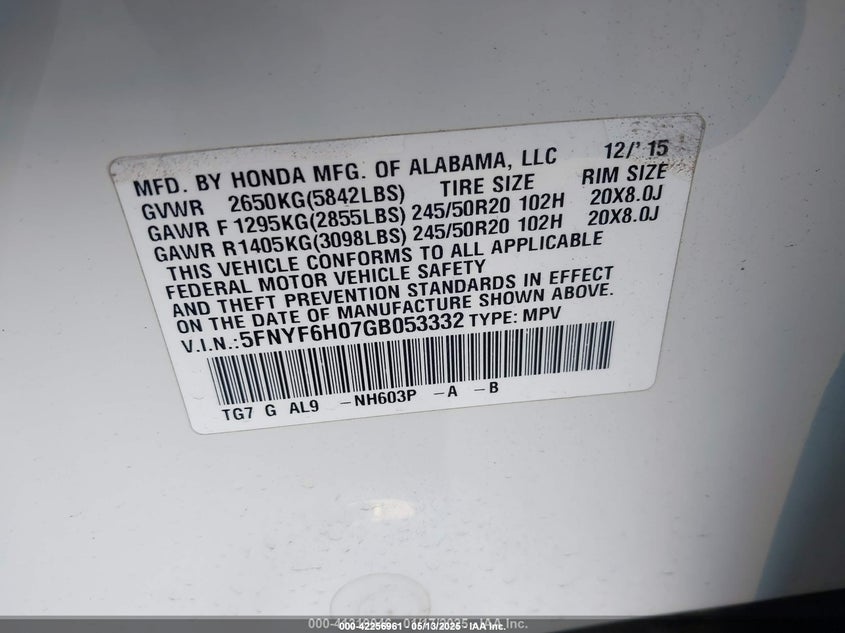 MFD. BY HONDA MFG. OF ALABAMA, LLC 12/'15
GVWR 2650KG(5842LBS) TIRE SIZE RIM SIZE
GAWR F 1295KG(2855LBS) 245/50R20 102H 20X8.0J
GAWR R 1405KG(3098LBS) 245/50R20 102H 20X8.0J
THIS VEHICLE CONFORMS TO ALL APPLICABLE
FEDERAL MOTOR VEHICLE SAFETY
AND THEFT PREVENTION STANDARDS IN EFFECT
ON THE DATE OF MANUFACTURE SHOWN ABOVE.
V.I.N.:5FNYF6H07GB053332 TYPE: MPV
TG7 G AL9 -NH603P -A -B
000-42256961 05/13/2025 IAA Inc.